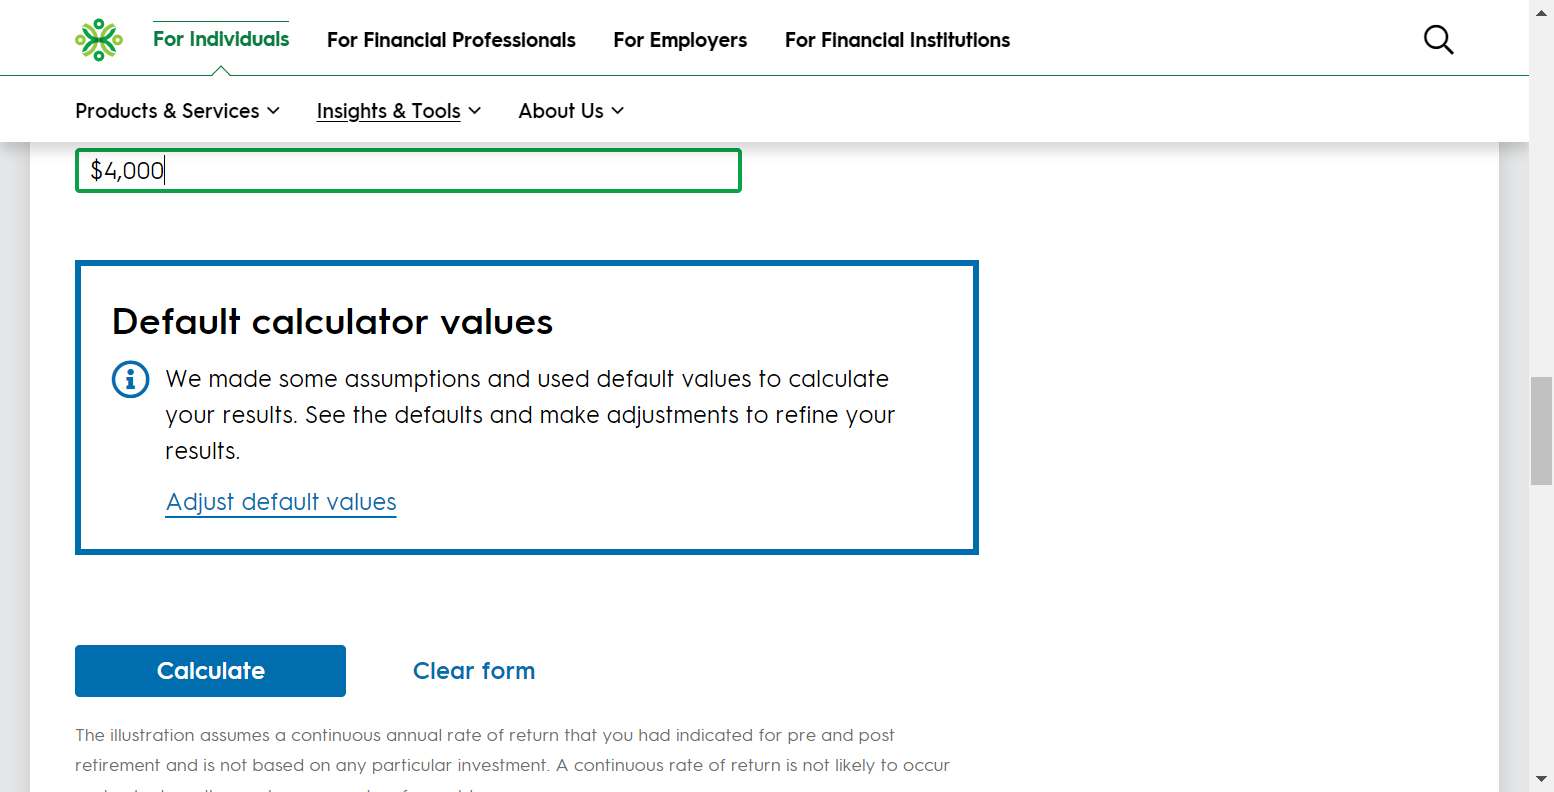 For Individuals For Financial Professionals For Employers For Financial Institutions
Products & Services Insights & Tools About Us
$4,000
Default calculator values
We made some assumptions and used default values to calculate
your results. See the defaults and make adjustments to refine your
results.
Adjust default values
Calculate Clear form
The illustration assumes a continuous annual rate of return that you had indicated for pre and post
retirement and is not based on any particular investment. A continuous rate of return is not likely to occur